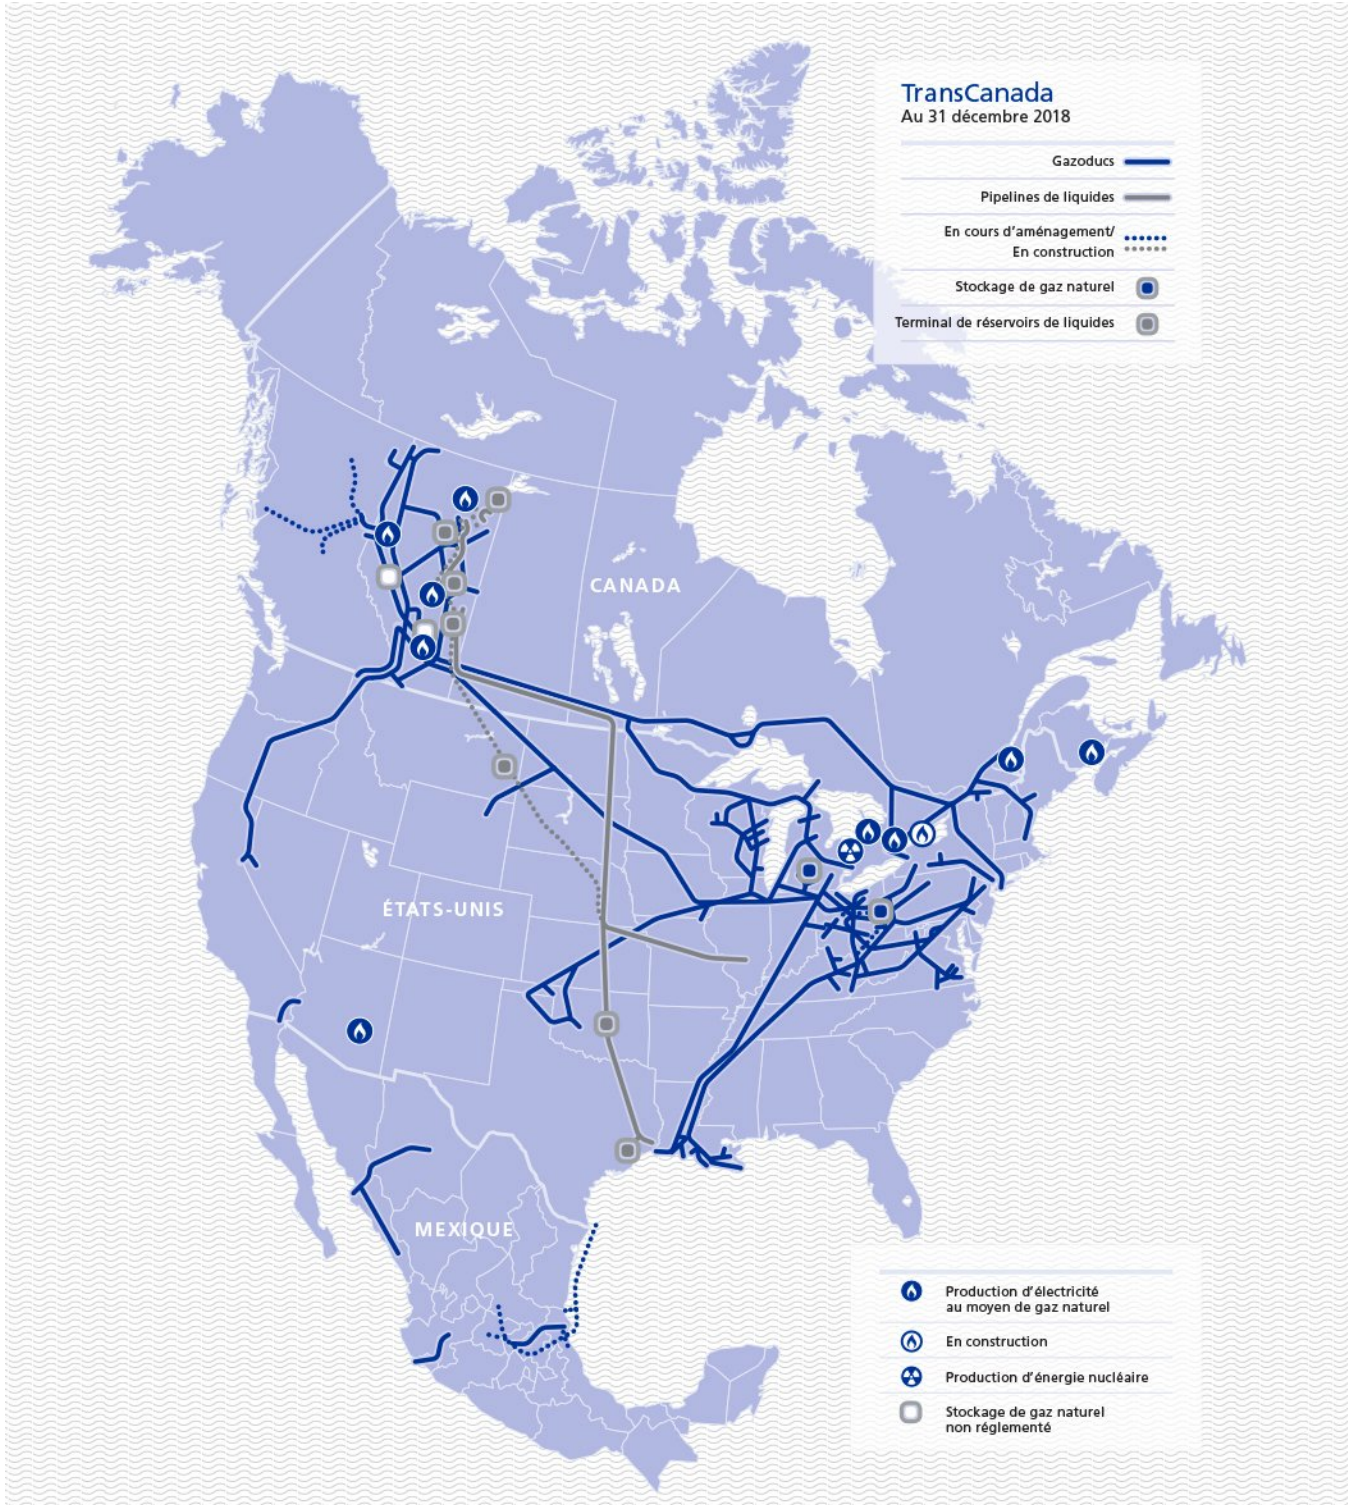 TransCanada
Au 31 décembre 2018
Gazoducs
Pipelines de liquides
En cours d'aménagement/
En construction
Stockage de gaz naturel
Terminal de réservoirs de liquides
CANADA
ÉTATS-UNIS
MEXIQUE
Production d'électricité
au moyen de gaz naturel
En construction
Production d'énergie nucléaire
Stockage de gaz naturel
non réglementé